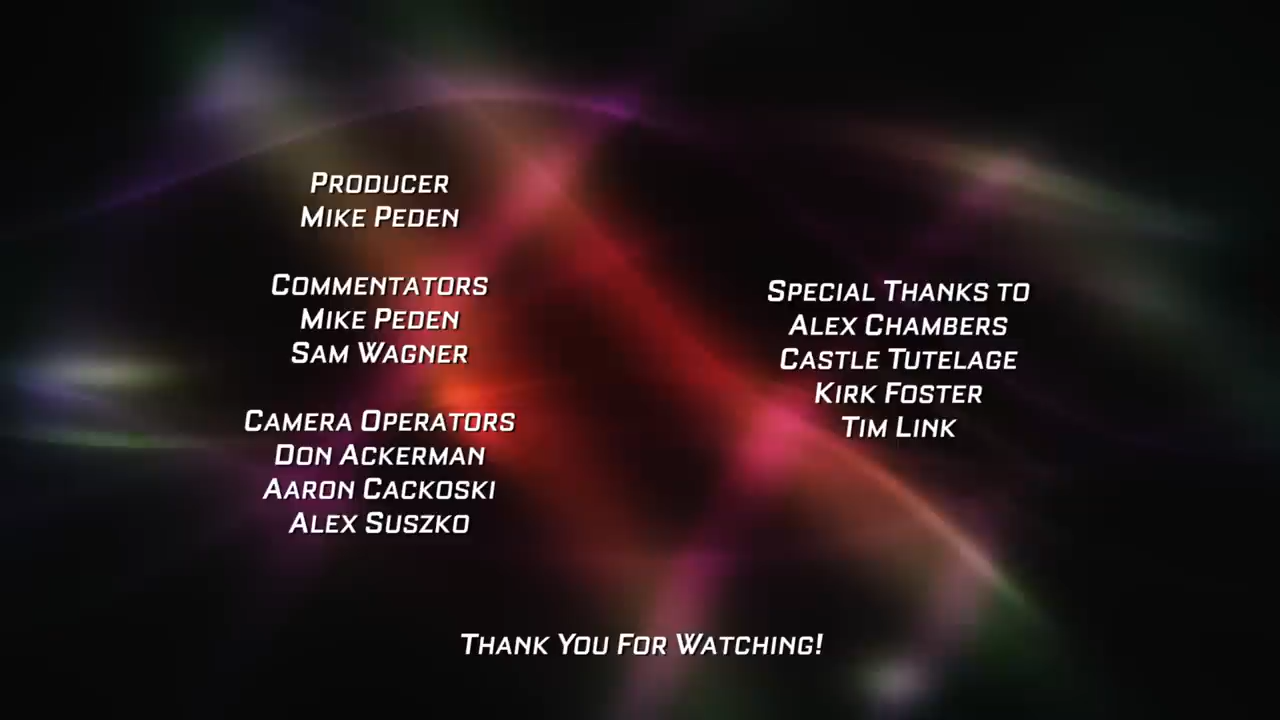 Producer
Mike Peden
Commentators
Mike Peden
Sam Wagner
Camera Operators
Don Ackerman
Aaron Cackoski
Alex Suszko
Special Thanks to
Alex Chambers
Castle Tutelage
Kirk Foster
Tim Link
Thank You For Watching!